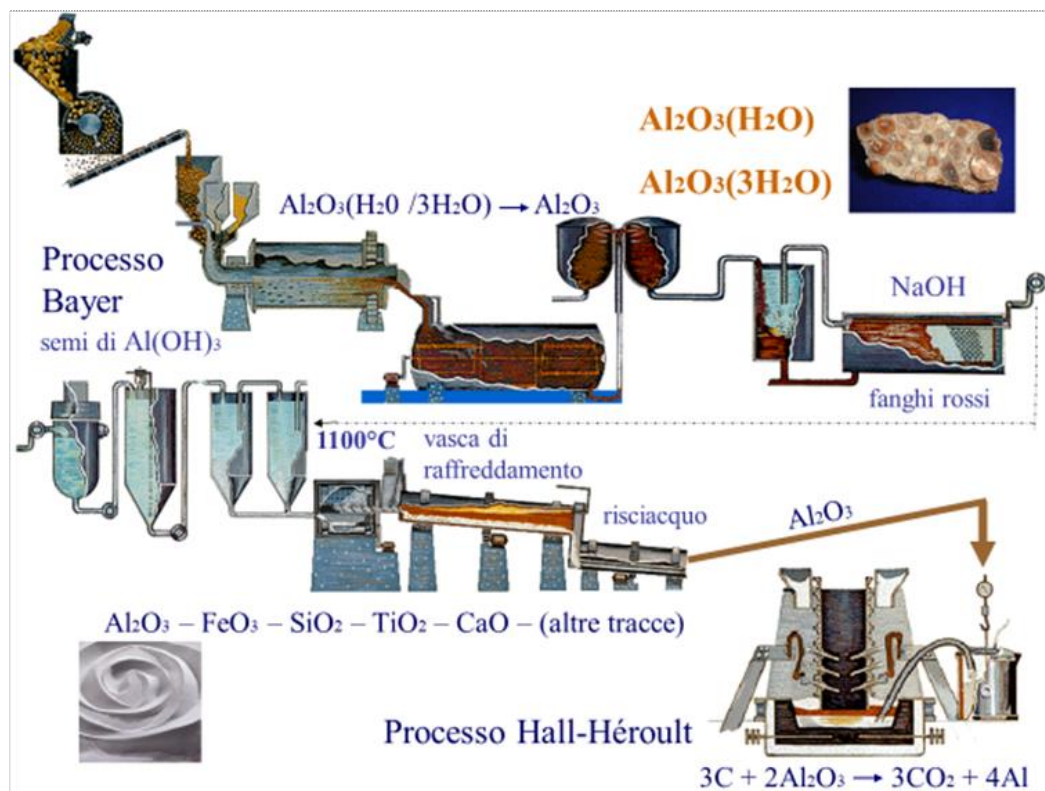 Al₂O₃(H₂O)
Al₂O₃(3H₂O)
Al₂O₃(H₂0 /3H₂O) → Al₂O₃
Processo
Bayer
semi di Al(OH)₃
NaOH
fanghi rossi
1100°C
vasca di
raffreddamento
risciacquo
Al₂O₃
Al₂O₃ – FeO₃ – SiO₂ – TiO₂ – CaO – (altre tracce)
Processo Hall-Héroult
3C + 2Al₂O₃ → 3CO₂ + 4Al